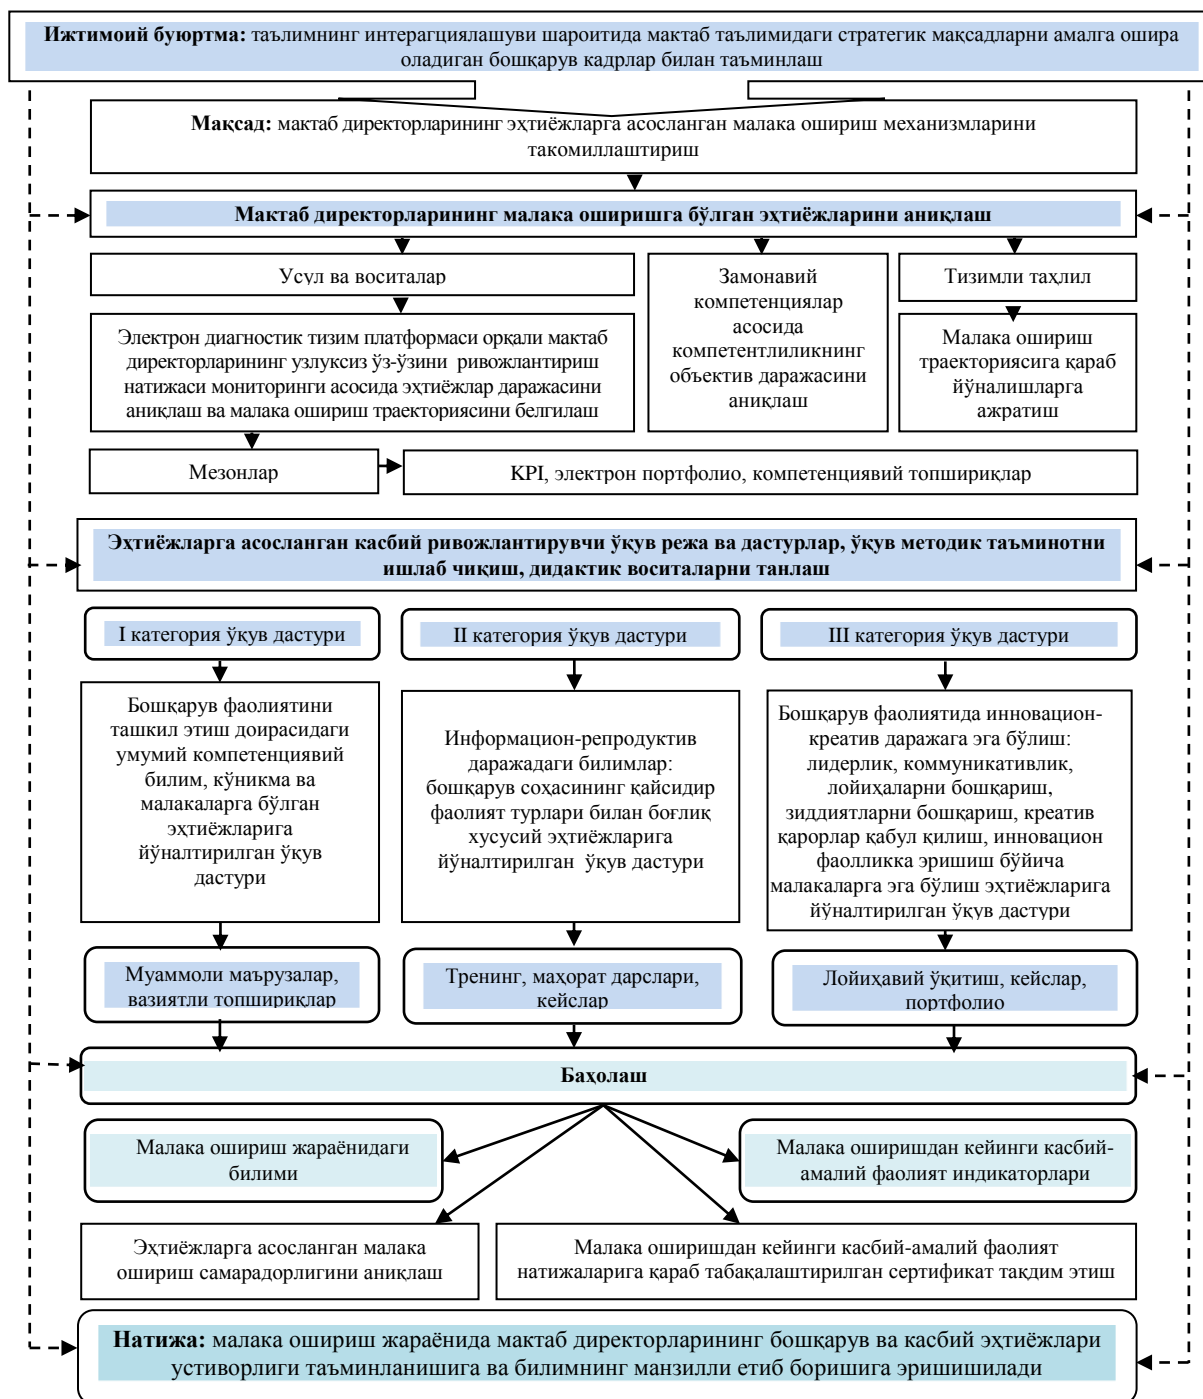 Ижтимоий буюртма: таълимнинг интерагциялашуви шароитида мактаб таълимидаги стратегик мақсадларни амалга ошира
оладиган бошқарув кадрлар билан таъминлаш
Мақсад: мактаб директорларининг эҳтиёжларга асосланган малака ошириш механизмларини
такомиллаштириш
Мактаб директорларининг малака оширишга бўлган эҳтиёжларини аниқлаш
Усул ва воситалар
Замонавий
компетенциялар
асосида
компетентлиликнинг
объектив даражасини
аниқлаш
Тизимли таҳлил
Электрон диагностик тизим платформаси орқали мактаб
директорларининг узлуксиз ўз-ўзини ривожлантириш
натижаси мониторинги асосида эҳтиёжлар даражасини
аниқлаш ва малака ошириш траекториясини белгилаш
Малака ошириш
траекториясига қараб
йўналишларга
ажратиш
Мезонлар
KPI, электрон портфолио, компетенциявий топшириқлар
Эҳтиёжларга асосланган касбий ривожлантирувчи ўқув режа ва дастурлар, ўқув методик таъминотни
ишлаб чиқиш, дидактик воситаларни танлаш
I категория ўқув дастури
II категория ўқув дастури
III категория ўқув дастури
Бошқарув фаолиятини
ташкил этиш доирасидаги
умумий компетенциявий
билим, кўникма ва
малакаларга бўлган
эҳтиёжларига
йўналтирилган ўқув
дастури
Информацион-репродуктив
даражадаги билимлар:
бошқарув соҳасининг қайсидир
фаолият турлари билан боғлиқ
хусусий эҳтиёжларига
йўналтирилган ўқув дастури
Бошқарув фаолиятида инновацион-
креатив даражага эга бўлиш:
лидерлик, коммуникативлик,
лойиҳаларни бошқариш,
зиддиятларни бошқариш, креатив
қарорлар қабул қилиш, инновацион
фаолликка эришиш бўйича
малакаларга эга бўлиш эҳтиёжларига
йўналтирилган ўқув дастури
Муаммоли маърузалар,
вазиятли топшириқлар
Тренинг, маҳорат дарслари,
кейслар
Лойиҳавий ўқитиш, кейслар,
портфолио
Баҳолаш
Малака ошириш жараёнидаги
билими
Малака оширишдан кейинги касбий-
амалий фаолият индикаторлари
Эҳтиёжларга асосланган малака
ошириш самарадорлигини аниқлаш
Малака оширишдан кейинги касбий-амалий фаолият
натижаларига қараб табақалаштирилган сертификат тақдим этиш
Натижа: малака ошириш жараёнида мактаб директорларининг бошқарув ва касбий эҳтиёжлари
устиворлиги таъминланишига ва билимнинг манзилли етиб боришига эришишилади